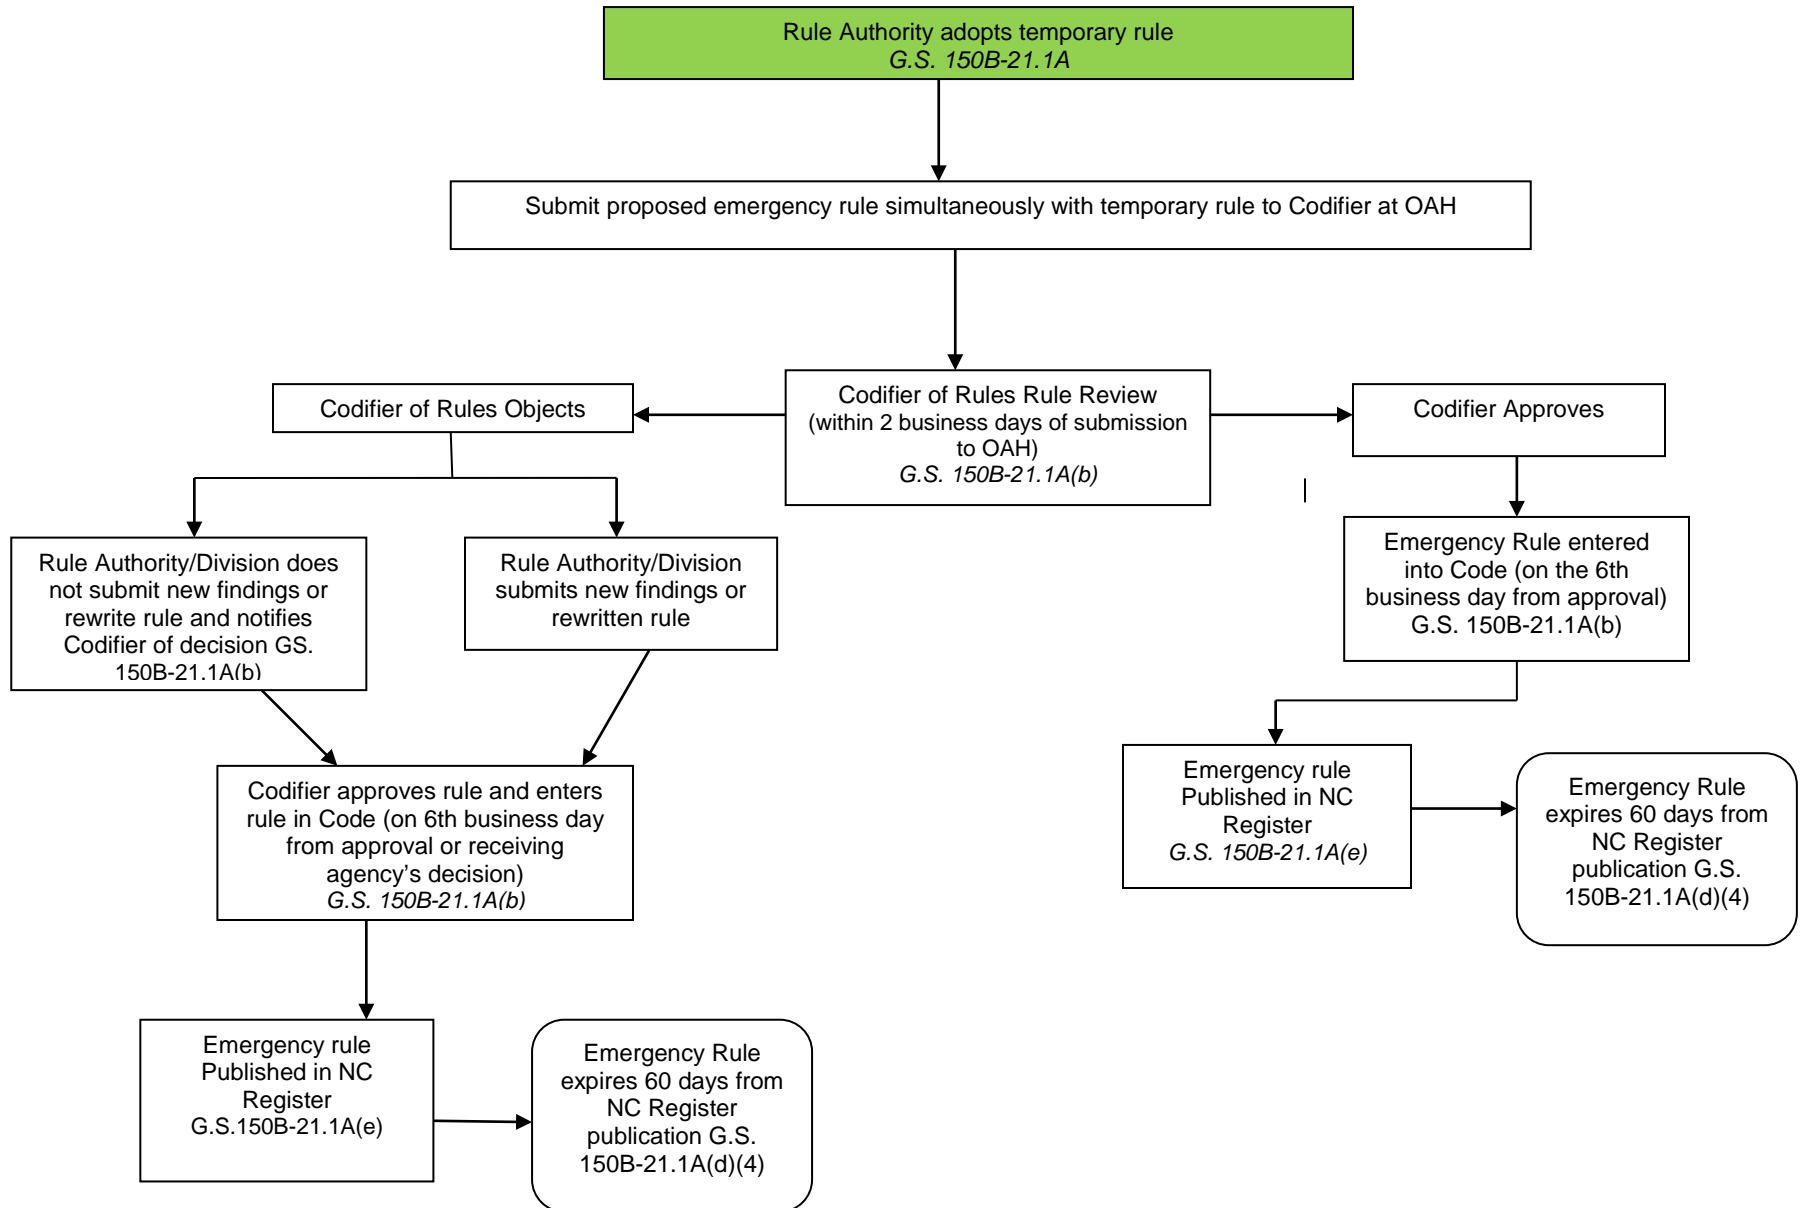 Rule Authority adopts temporary rule
G.S. 150B-21.1A
Submit proposed emergency rule simultaneously with temporary rule to Codifier at OAH
Codifier of Rules Objects
Codifier of Rules Rule Review
(within 2 business days of submission
to OAH)
G.S. 150B-21.1A(b)
Codifier Approves
Rule Authority/Division does
not submit new findings or
rewrite rule and notifies
Codifier of decision GS.
150B-21.1A(b)
Rule Authority/Division
submits new findings or
rewritten rule
Emergency Rule entered
into Code (on the 6th
business day from approval)
G.S. 150B-21.1A(b)
Codifier approves rule and enters
rule in Code (on 6th business day
from approval or receiving
agency's decision)
G.S. 150B-21.1A(b)
Emergency rule
Published in NC
Register
G.S. 150B-21.1A(e)
Emergency Rule
expires 60 days from
NC Register
publication G.S.
150B-21.1A(d)(4)
Emergency rule
Published in NC
Register
G.S.150B-21.1A(e)
Emergency Rule
expires 60 days from
NC Register
publication G.S.
150B-21.1A(d)(4)